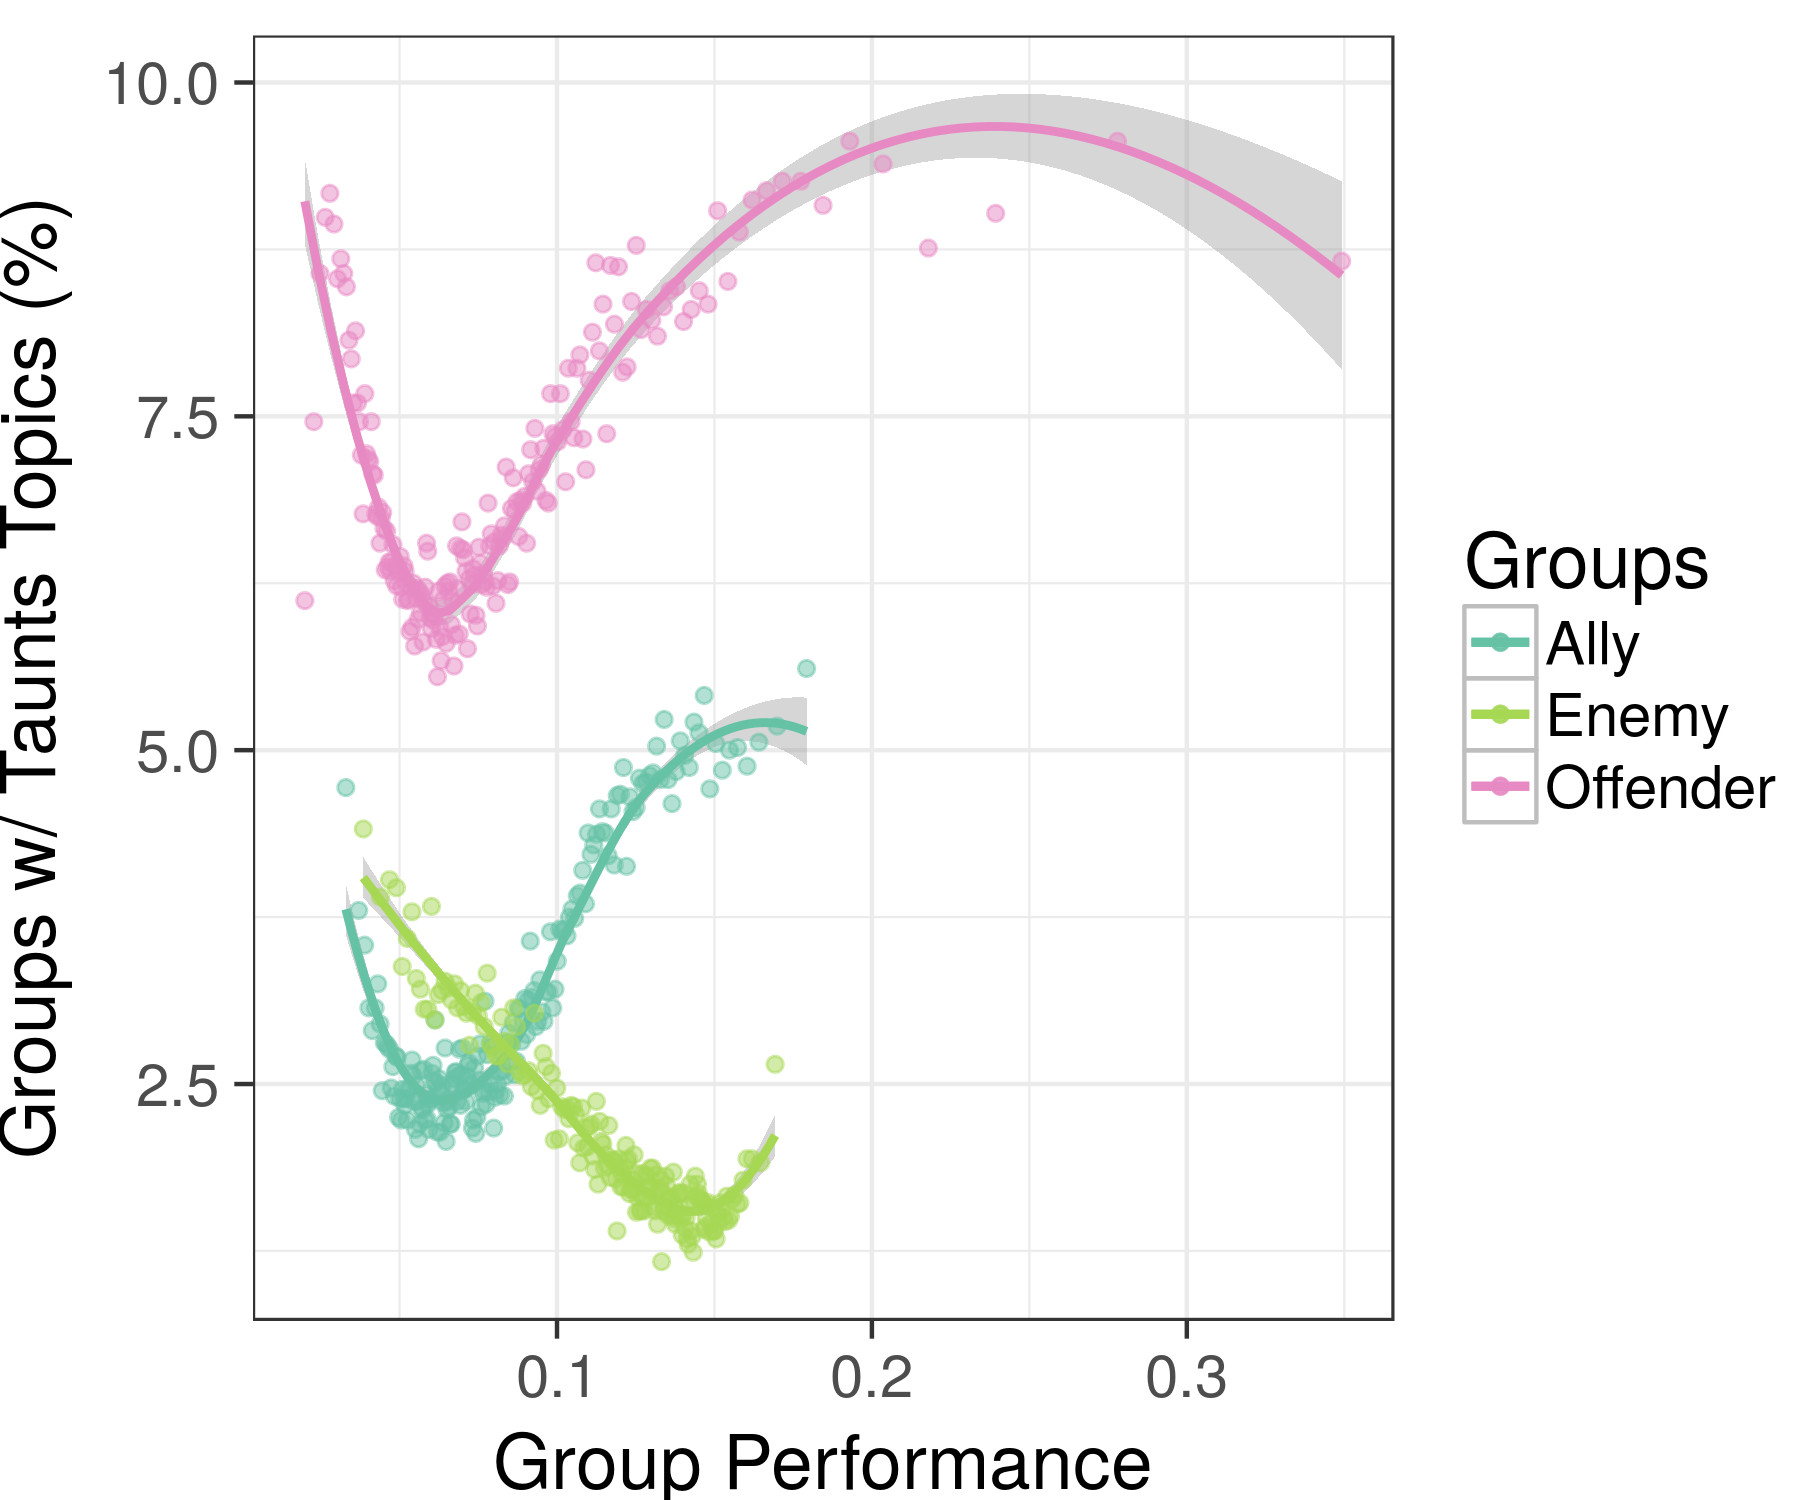 Groups w/ Taunts Topics (%)
10.0
7.5
5.0
2.5
0.1
0.2
0.3
Group Performance
Groups
Ally
Enemy
Offender